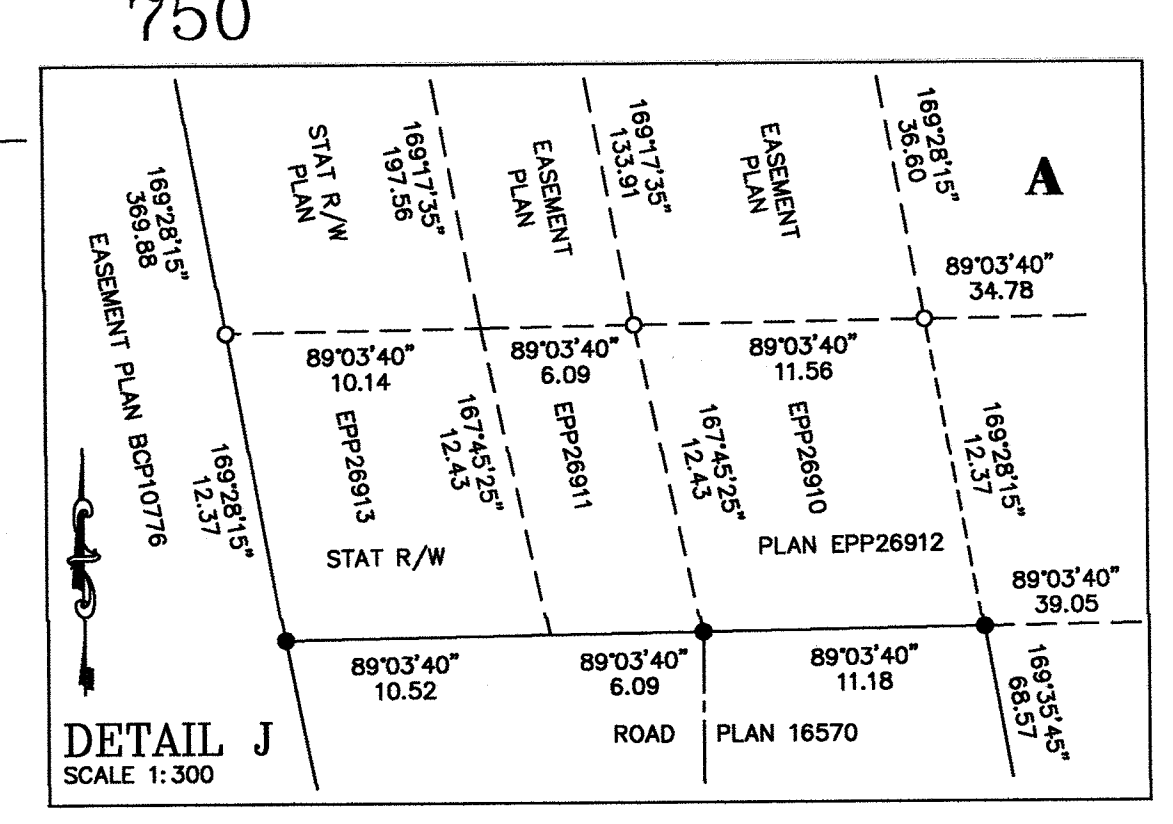 750
169°28'15"
369.88
EASEMENT PLAN BCP10776
STAT R/W
PLAN
169°17'35"
197.56
EASEMENT
PLAN
169°17'35"
133.91
EASEMENT
PLAN
169°28'15"
36.60
A
89°03'40"
34.78
89°03'40"
10.14
89°03'40"
6.09
89°03'40"
11.56
169°28'15"
12.37
EPP26913
167°45'25"
12.43
EPP26911
167°45'25"
12.43
EPP26910
169°28'15"
12.37
STAT R/W
PLAN EPP26912
89°03'40"
39.05
89°03'40"
10.52
89°03'40"
6.09
89°03'40"
11.18
169°35'45"
68.57
ROAD PLAN 16570
DETAIL J
SCALE 1:300